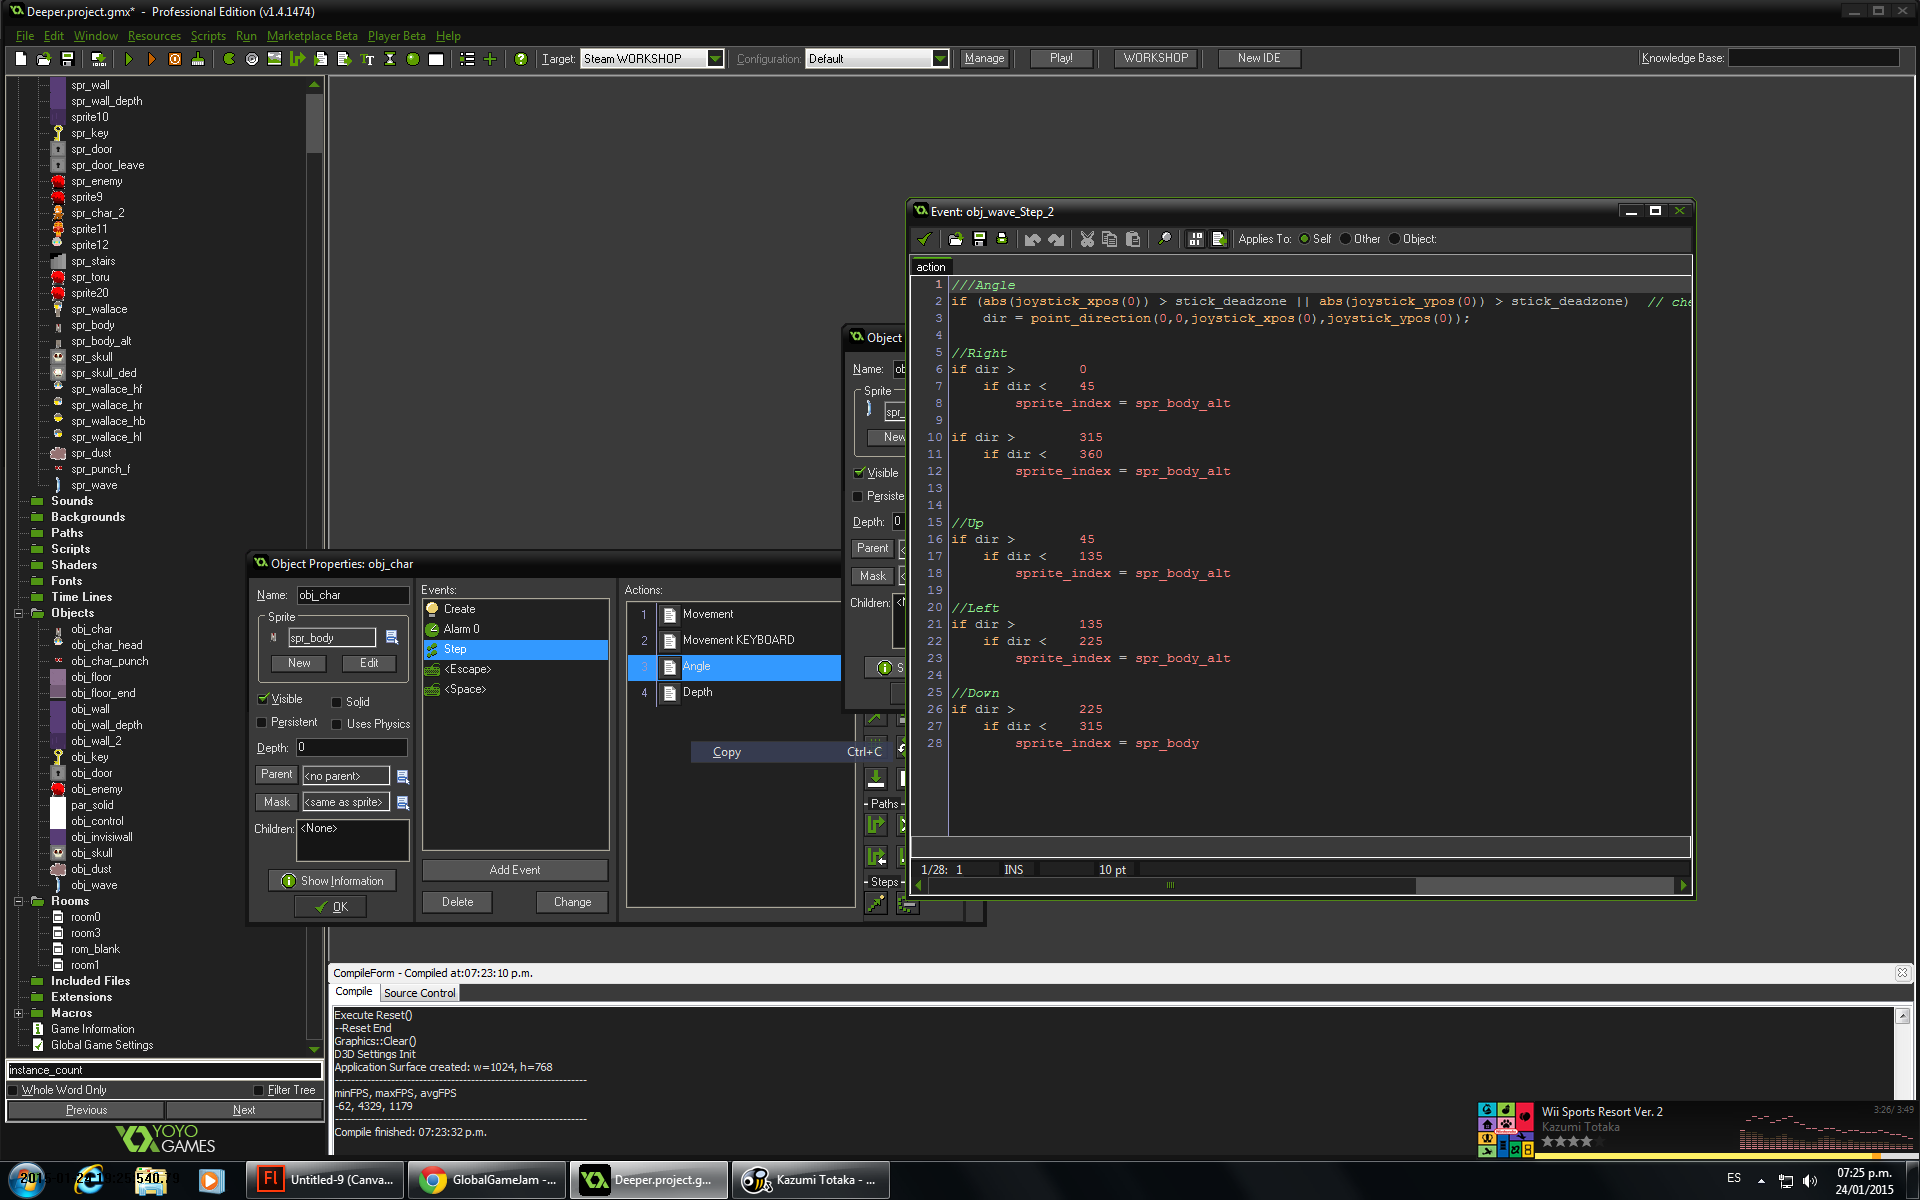 Deeper.project.gmx* - Professional Edition (v1.4.1474)
File Edit Window Resources Scripts Run Marketplace Beta Player Beta Help
Target: Steam WORKSHOP Configuration: Default Manage Play! WORKSHOP New IDE Knowledge Base:
spr_wall
spr_wall_depth
sprite10
spr_key
spr_door
spr_door_leave
spr_enemy
sprite9
spr_char_2
sprite11
sprite12
spr_stairs
spr_toru
sprite20
spr_wallace
spr_body
spr_body_alt
spr_skull
spr_skull_ded
spr_wallace_hf
spr_wallace_hr
spr_wallace_hb
spr_wallace_hl
spr_dust
spr_punch_f
spr_wave
Sounds
Backgrounds
Paths
Scripts
Shaders
Fonts
Time Lines
Objects
obj_char
obj_char_head
obj_char_punch
obj_floor
obj_floor_end
obj_wall
obj_wall_depth
obj_wall_2
obj_key
obj_door
obj_enemy
par_solid
obj_control
obj_invisiwall
obj_skull
obj_dust
obj_wave
Rooms
room0
room3
rom_blank
room1
Included Files
Extensions
Macros
Game Information
Global Game Settings
instance_count
Whole Word Only Filter Tree
Previous Next
YOYO
GAMES
Object Properties: obj_char
Name: obj_char
Sprite
spr_body
New Edit
Visible Solid
Persistent Uses Physics
Depth: 0
Parent <no parent>
Mask <same as sprite>
Children: <None>
Show Information
OK
Events:
Create
Alarm 0
Step
<Escape>
<Space>
Add Event
Delete Change
Actions:
1 Movement
2 Movement KEYBOARD
3 Angle
4 Depth
Copy Ctrl+C
Paths
Steps
Object
Name: ob
Sprite
spr_
New
Visible
Persiste
Depth: 0
Parent <
Mask <
Children: <N
S
Event: obj_wave_Step_2
Applies To: Self Other Object:
action
1 ///Angle
2 if (abs(joystick_xpos(0)) > stick_deadzone || abs(joystick_ypos(0)) > stick_deadzone) // che
3 dir = point_direction(0,0,joystick_xpos(0),joystick_ypos(0));
4
5 //Right
6 if dir > 0
7 if dir < 45
8 sprite_index = spr_body_alt
9
10 if dir > 315
11 if dir < 360
12 sprite_index = spr_body_alt
13
14
15 //Up
16 if dir > 45
17 if dir < 135
18 sprite_index = spr_body_alt
19
20 //Left
21 if dir > 135
22 if dir < 225
23 sprite_index = spr_body_alt
24
25 //Down
26 if dir > 225
27 if dir < 315
28 sprite_index = spr_body
1/28: 1 INS 10 pt
CompileForm - Compiled at:07:23:10 p.m.
Compile Source Control
Execute Reset()
--Reset End
Graphics::Clear()
D3D Settings Init
Application Surface created: w=1024, h=768
minFPS, maxFPS, avgFPS
-62, 4329, 1179
Compile finished: 07:23:32 p.m.
Wii Sports Resort Ver. 2 3:26/ 3:49
Kazumi Totaka
Untitled-9 (Canva... GlobalGameJam -... Deeper.project.g... Kazumi Totaka - ...
ES 07:25 p.m.
24/01/2015